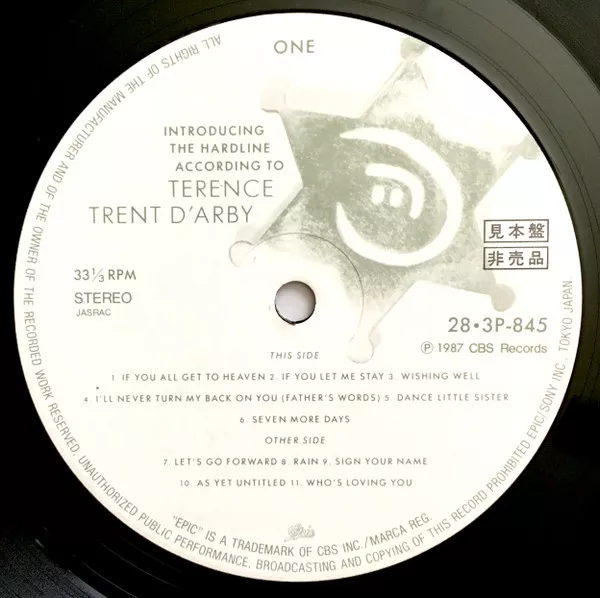 ONE
INTRODUCING
THE HARDLINE
ACCORDING TO
TERENCE
TRENT D'ARBY
見本盤
非売品
33 1/3 RPM
STEREO
JASRAC
28・3P-845
Ⓟ 1987 CBS Records
THIS SIDE
1. IF YOU ALL GET TO HEAVEN 2. IF YOU LET ME STAY 3. WISHING WELL
4. I'LL NEVER TURN MY BACK ON YOU (FATHER'S WORDS) 5. DANCE LITTLE SISTER
6. SEVEN MORE DAYS
OTHER SIDE
7. LET'S GO FORWARD 8. RAIN 9. SIGN YOUR NAME
10. AS YET UNTITLED 11. WHO'S LOVING YOU
Epic
"EPIC" IS A TRADEMARK OF CBS INC./MARCA REG.
ALL RIGHTS OF THE MANUFACTURER AND OF THE OWNER OF THE RECORDED WORK RESERVED. UNAUTHORIZED PUBLIC PERFORMANCE, BROADCASTING AND COPYING OF THIS RECORD PROHIBITED EPIC/SONY INC., TOKYO JAPAN